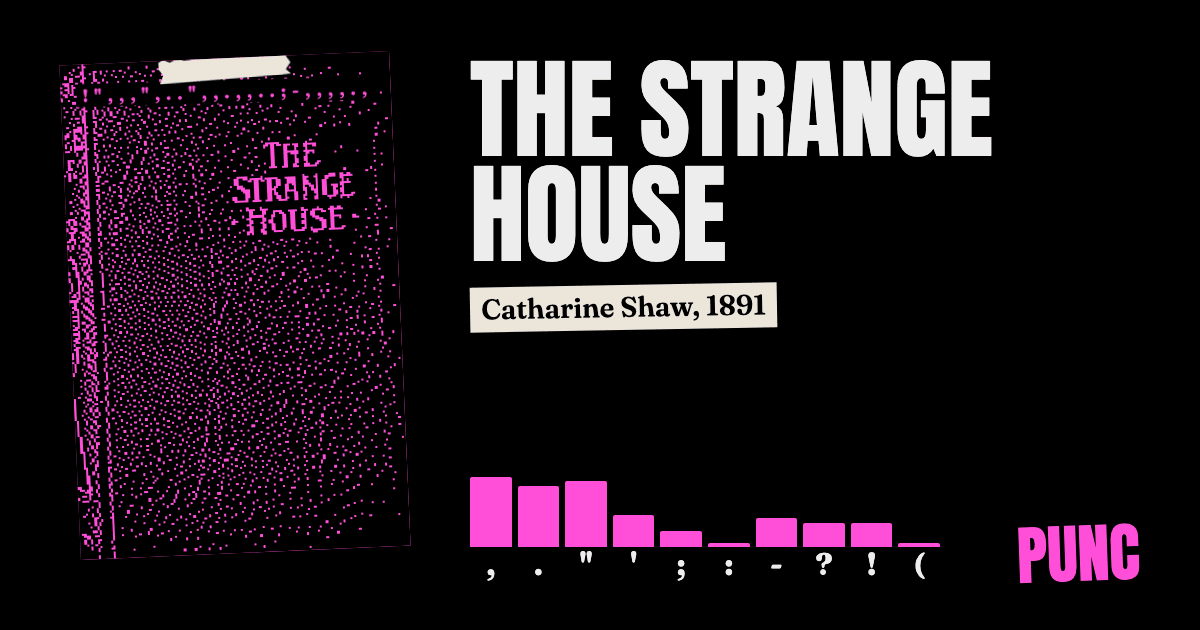 !",,,",..",,,,,,,;-,,,,,,
THE
STRANGE
·HOUSE·
THE STRANGE
HOUSE
Catharine Shaw, 1891
, . " ' ; : - ? ! (
PUNC